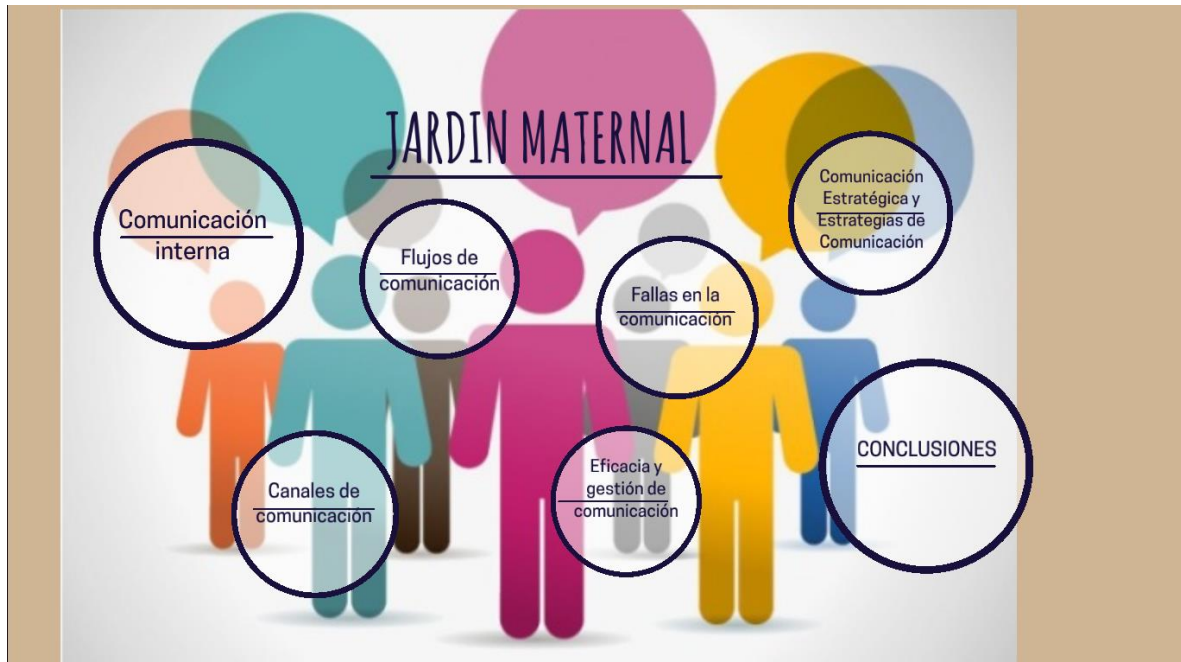 JARDIN MATERNAL
Comunicación
interna
Canales de
comunicación
Flujos de
comunicación
Eficacia y
gestión de
comunicación
Fallas en la
comunicación
Comunicación
Estratégica y
Estrategias de
Comunicación
CONCLUSIONES